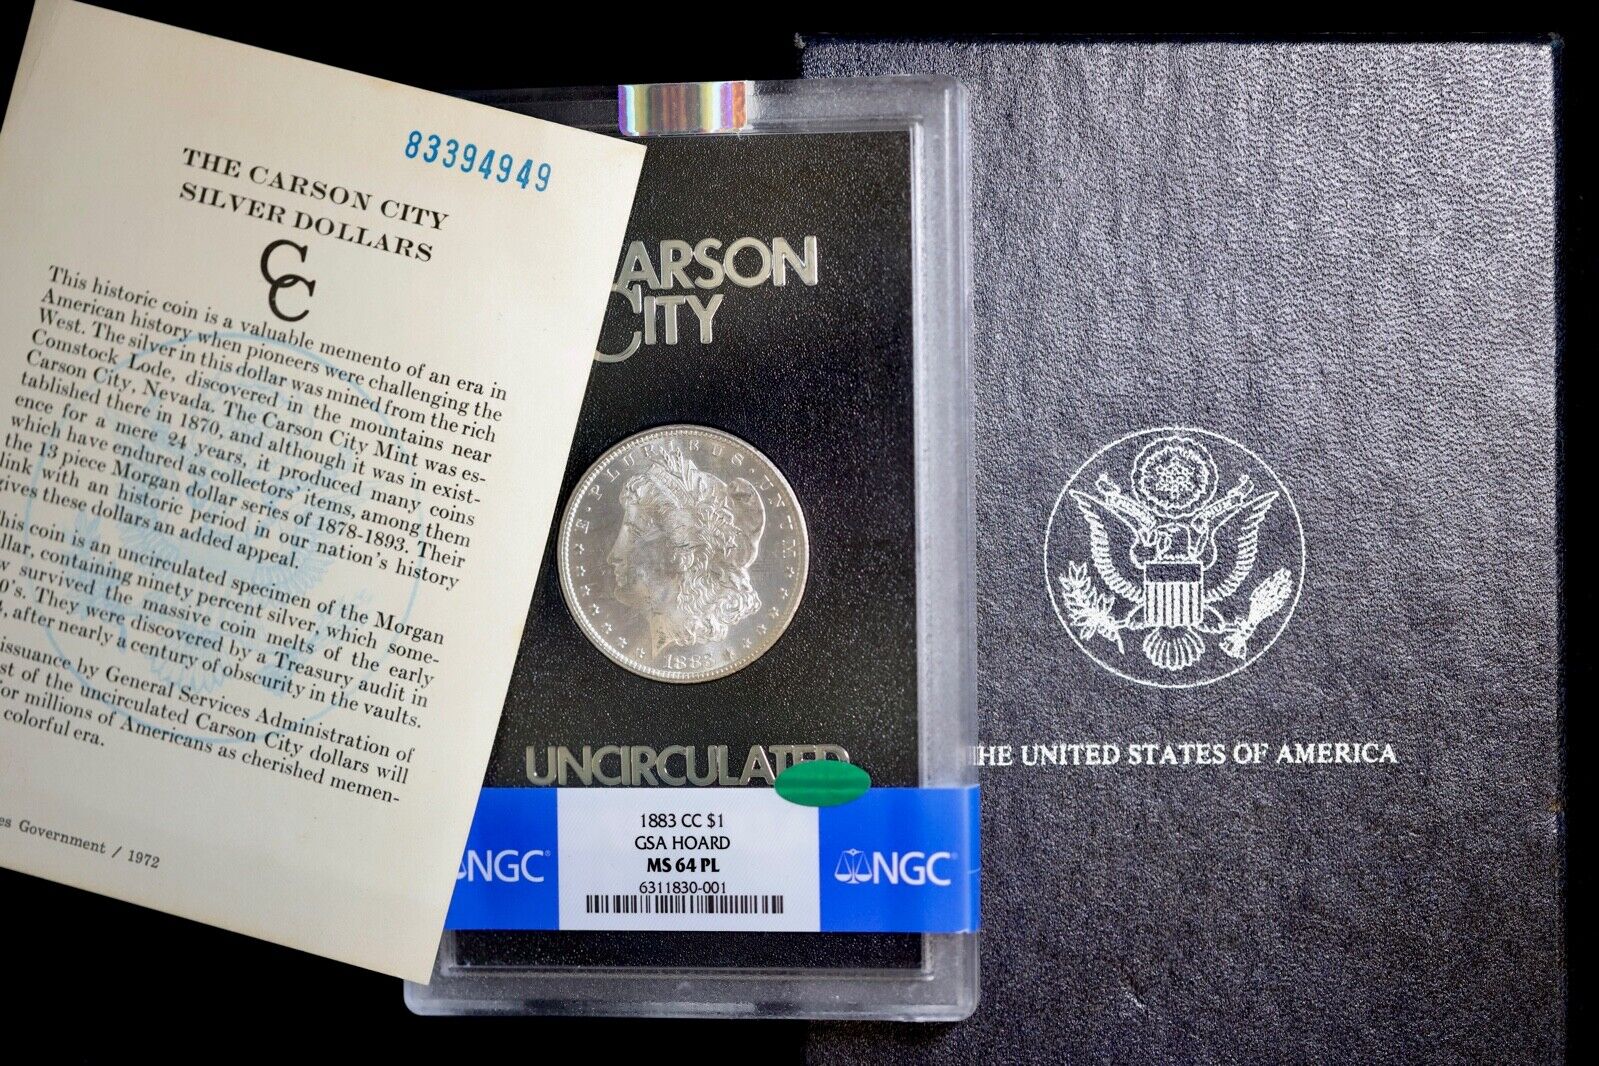 83394949
THE CARSON CITY
SILVER DOLLARS
CC
This historic coin is a valuable memento of an era in
American history when pioneers were challenging the
West. The silver in this dollar was mined from the rich
Comstock Lode, discovered in the mountains near
Carson City, Nevada. The Carson City Mint was es-
tablished there in 1870, and although it was in exist-
ence for a mere 24 years, it produced many coins
which have endured as collectors' items, among them
the 13 piece Morgan dollar series of 1878-1893. Their
link with an historic period in our nation's history
gives these dollars an added appeal.
This coin is an uncirculated specimen of the Morgan
llar, containing ninety percent silver, which some-
w survived the massive coin melts of the early
0's. They were discovered by a Treasury audit in
, after nearly a century of obscurity in the vaults.
issuance by General Services Administration of
st of the uncirculated Carson City dollars will
or millions of Americans as cherished memen-
colorful era.
es Government / 1972
ARSON
CITY
E·PLURIBUS·UNUM
1883
UNCIRCULATED
NGC
1883 CC $1
GSA HOARD
MS 64 PL
6311830-001
NGC
HE UNITED STATES OF AMERICA